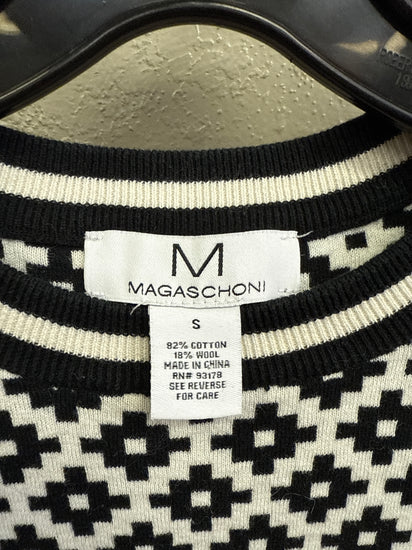 M
MAGASCHONI
S
82% COTTON
18% WOOL
MADE IN CHINA
RN# 93178
SEE REVERSE
FOR CARE